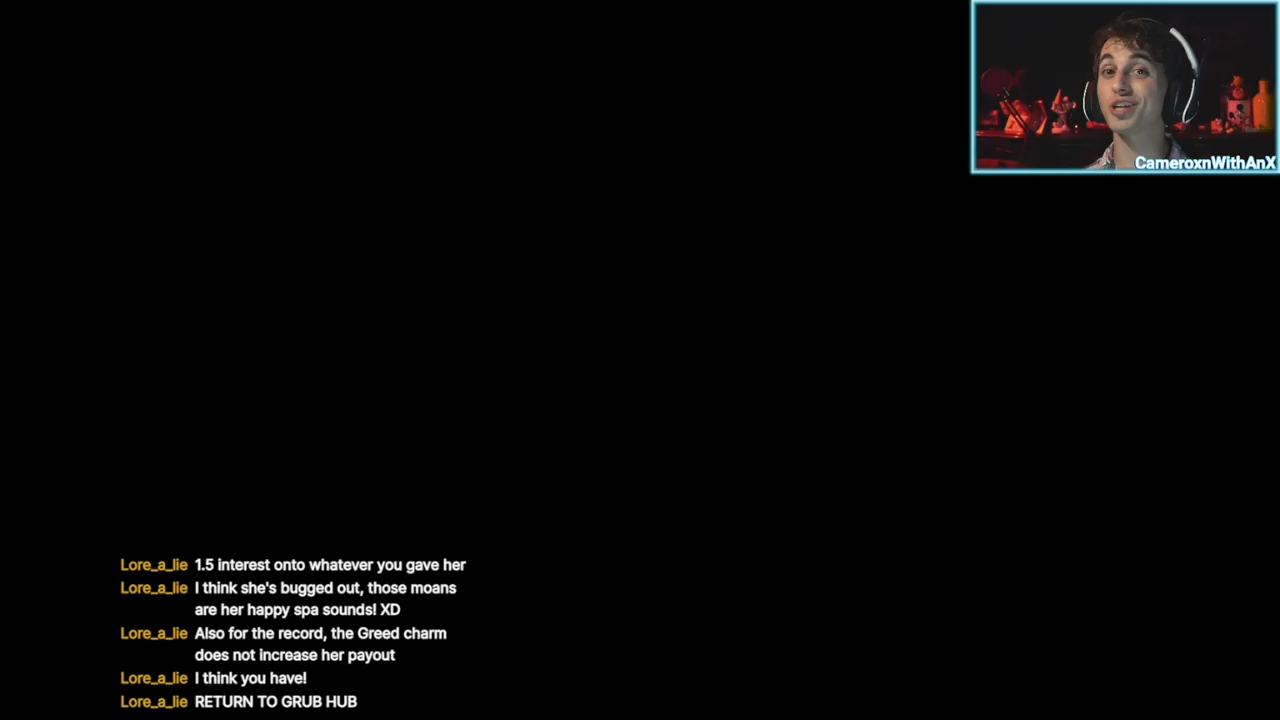 CameroxnWithAnX
Lore_a_lie 1.5 interest onto whatever you gave her
Lore_a_lie I think she's bugged out, those moans
are her happy spa sounds! XD
Lore_a_lie Also for the record, the Greed charm
does not increase her payout
Lore_a_lie I think you have!
Lore_a_lie RETURN TO GRUB HUB